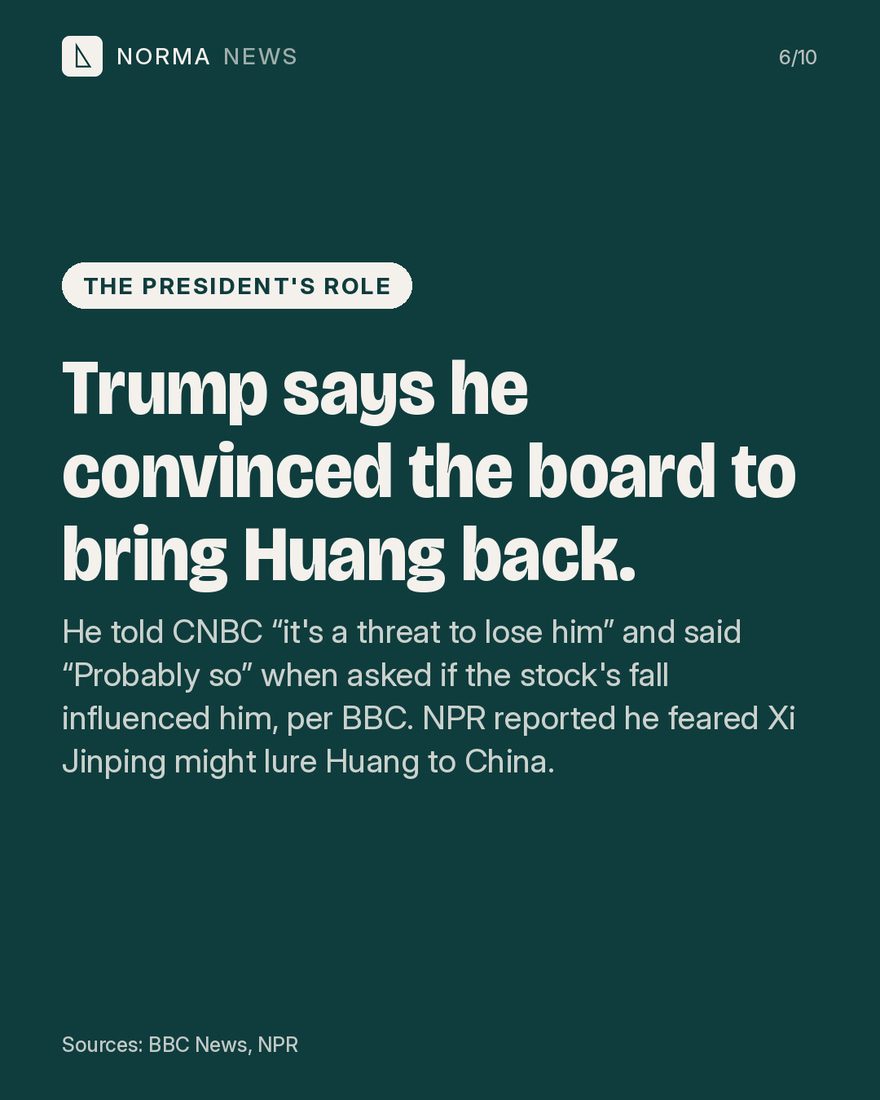 NORMA NEWS
6/10
THE PRESIDENT'S ROLE
Trump says he
convinced the board to
bring Huang back.
He told CNBC “it's a threat to lose him” and said
“Probably so” when asked if the stock's fall
influenced him, per BBC. NPR reported he feared Xi
Jinping might lure Huang to China.
Sources: BBC News, NPR